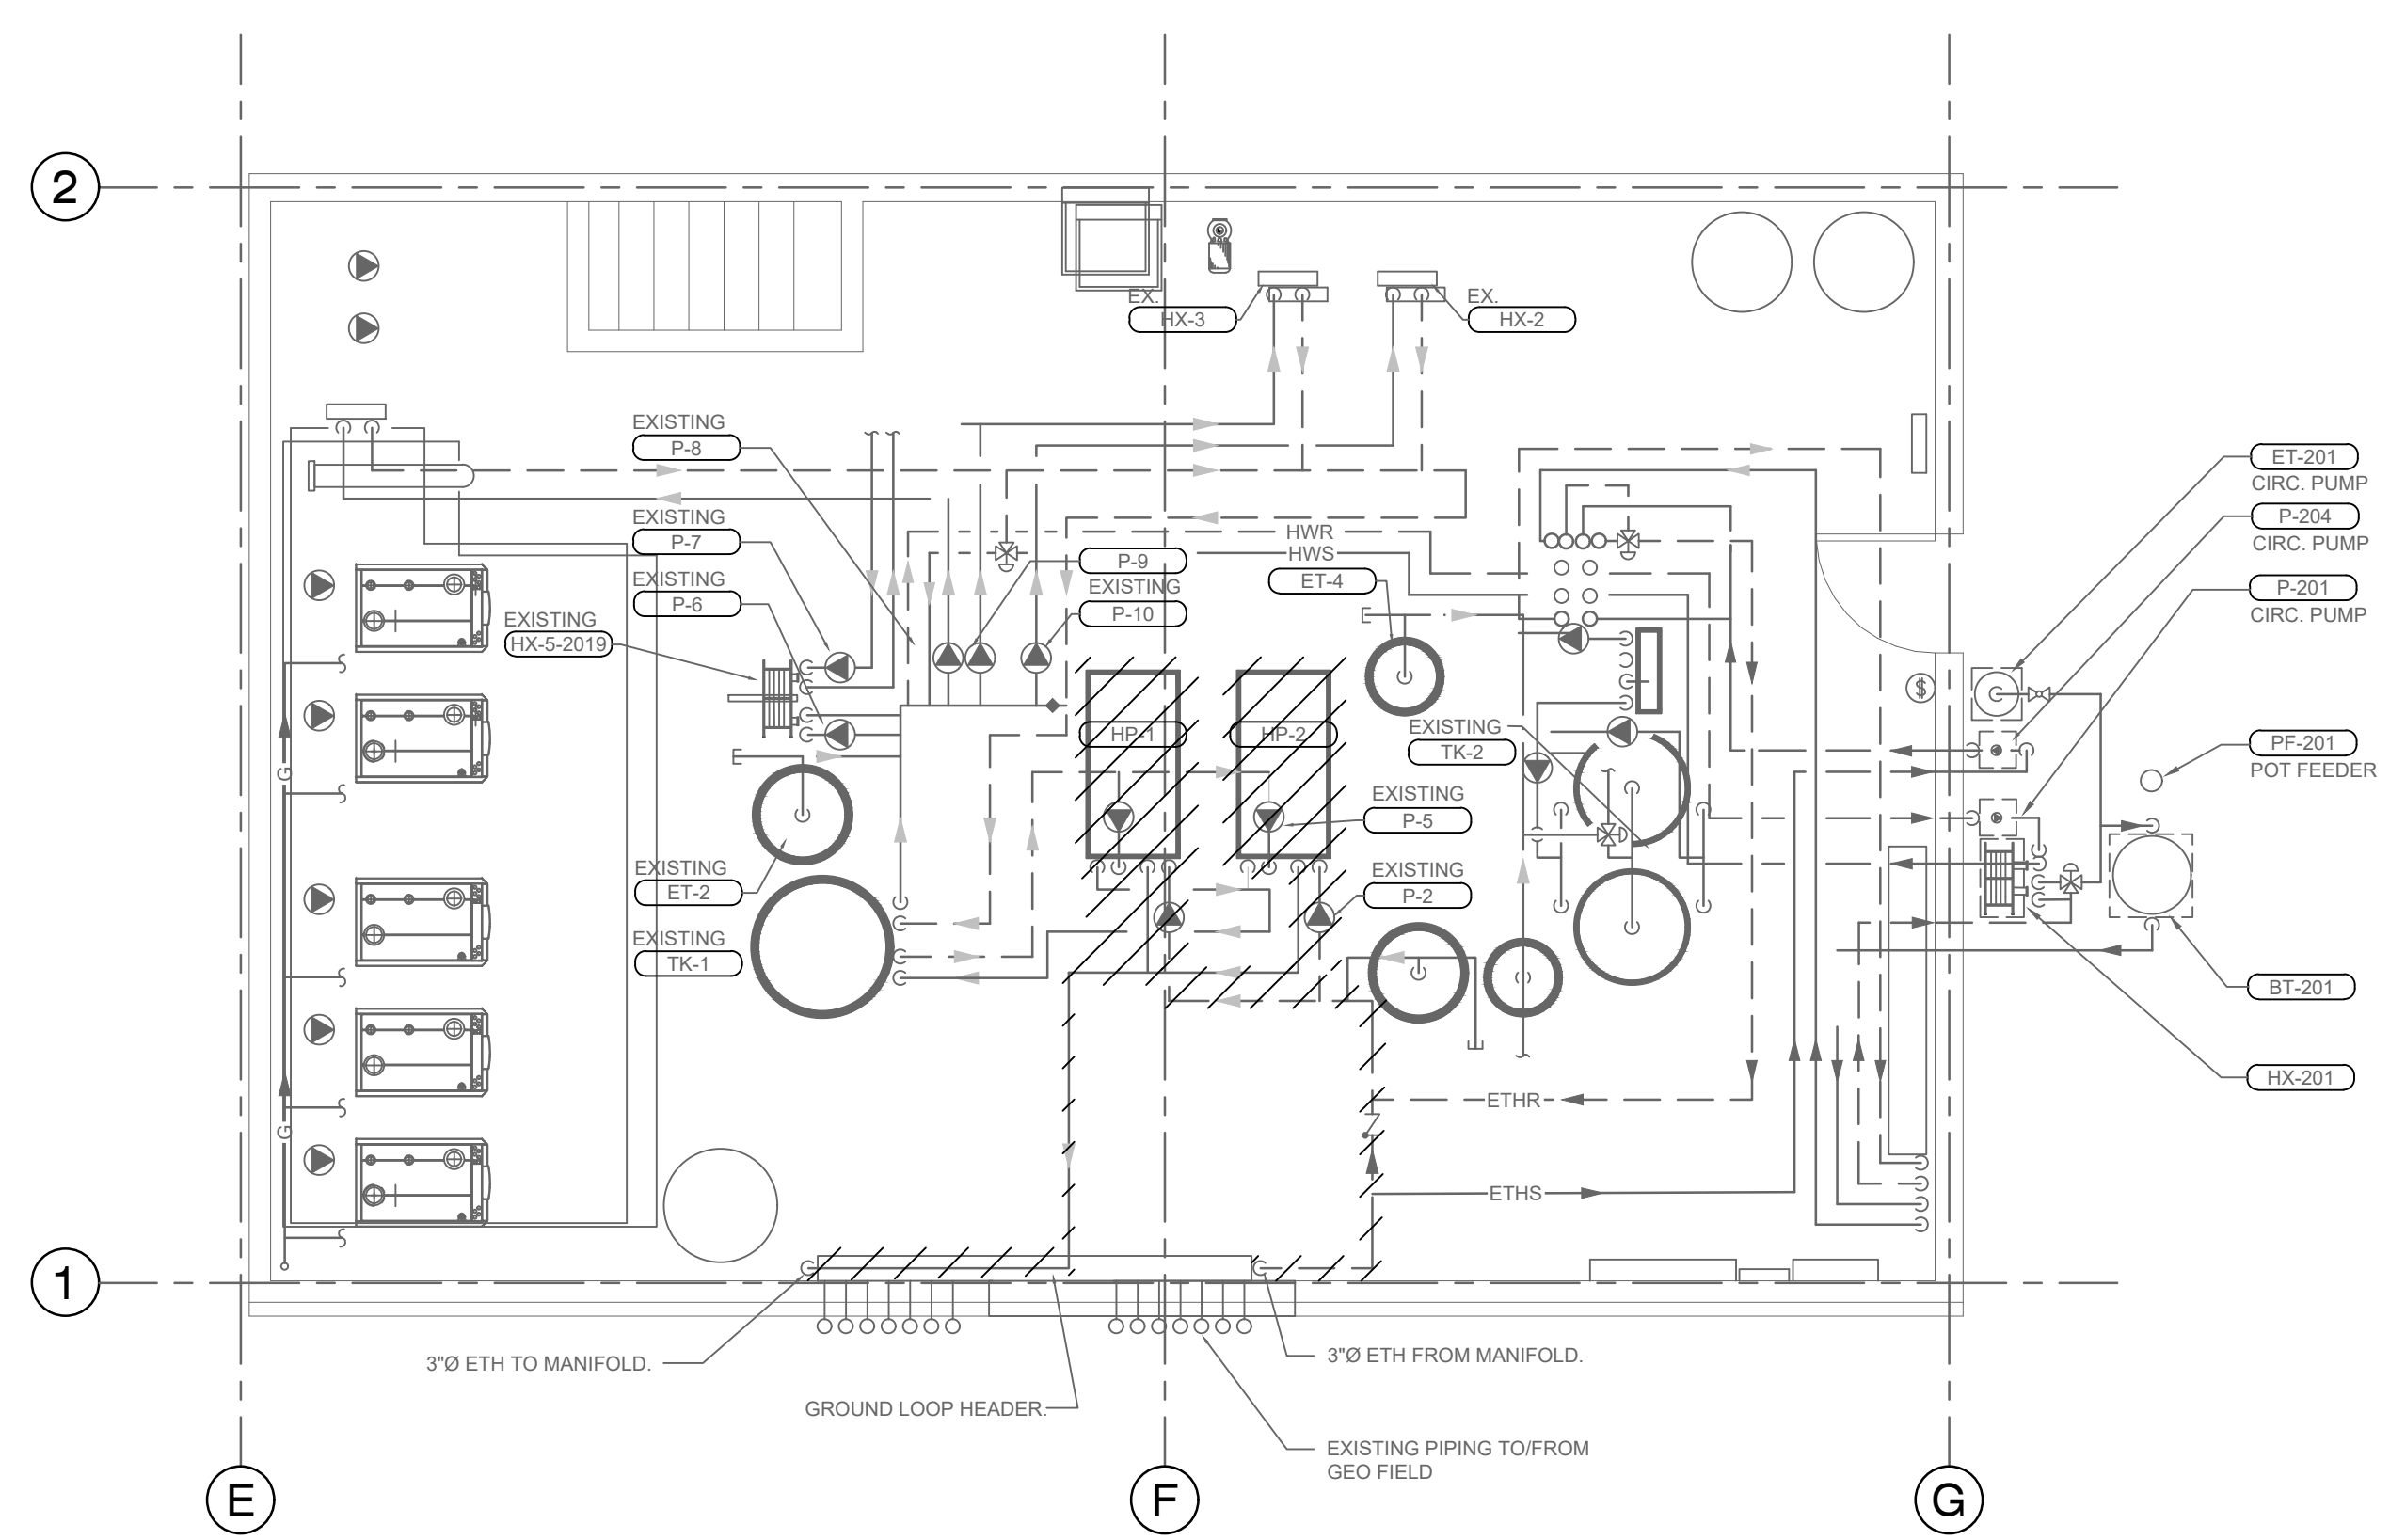 2
EX.
HX-3
EX.
HX-2
EXISTING
P-8
EXISTING
P-7
EXISTING
P-6
EXISTING
HX-5-2019
HWR
HWS
P-9
EXISTING
P-10
ET-4
ET-201
CIRC. PUMP
P-204
CIRC. PUMP
P-201
CIRC. PUMP
$
HP-1
HP-2
EXISTING
TK-2
PF-201
POT FEEDER
G
EXISTING
P-5
EXISTING
ET-2
EXISTING
P-2
EXISTING
TK-1
BT-201
HX-201
ETHR
G
ETHS
1
3"Ø ETH TO MANIFOLD.
3"Ø ETH FROM MANIFOLD.
GROUND LOOP HEADER.
EXISTING PIPING TO/FROM
GEO FIELD
E
F
G